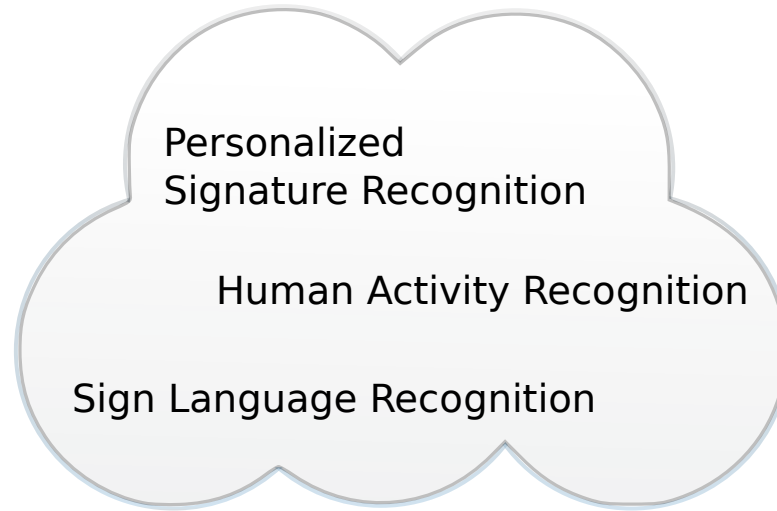 Personalized
Signature Recognition
Human Activity Recognition
Sign Language Recognition